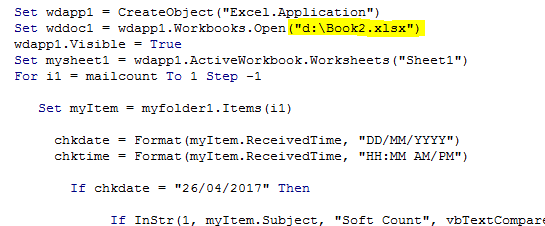 Set wdapp1 = CreateObject("Excel.Application")
Set wddoc1 = wdapp1.Workbooks.Open("d:\Book2.xlsx")
wdapp1.Visible = True
Set mysheet1 = wdapp1.ActiveWorkbook.Worksheets("Sheet1")
For i1 = mailcount To 1 Step -1
Set myItem = myfolder1.Items(i1)
chkdate = Format(myItem.ReceivedTime, "DD/MM/YYYY")
chktime = Format(myItem.ReceivedTime, "HH:MM AM/PM")
If chkdate = "26/04/2017" Then
If InStr(1, myItem.Subject, "Soft Count", vbTextCompare